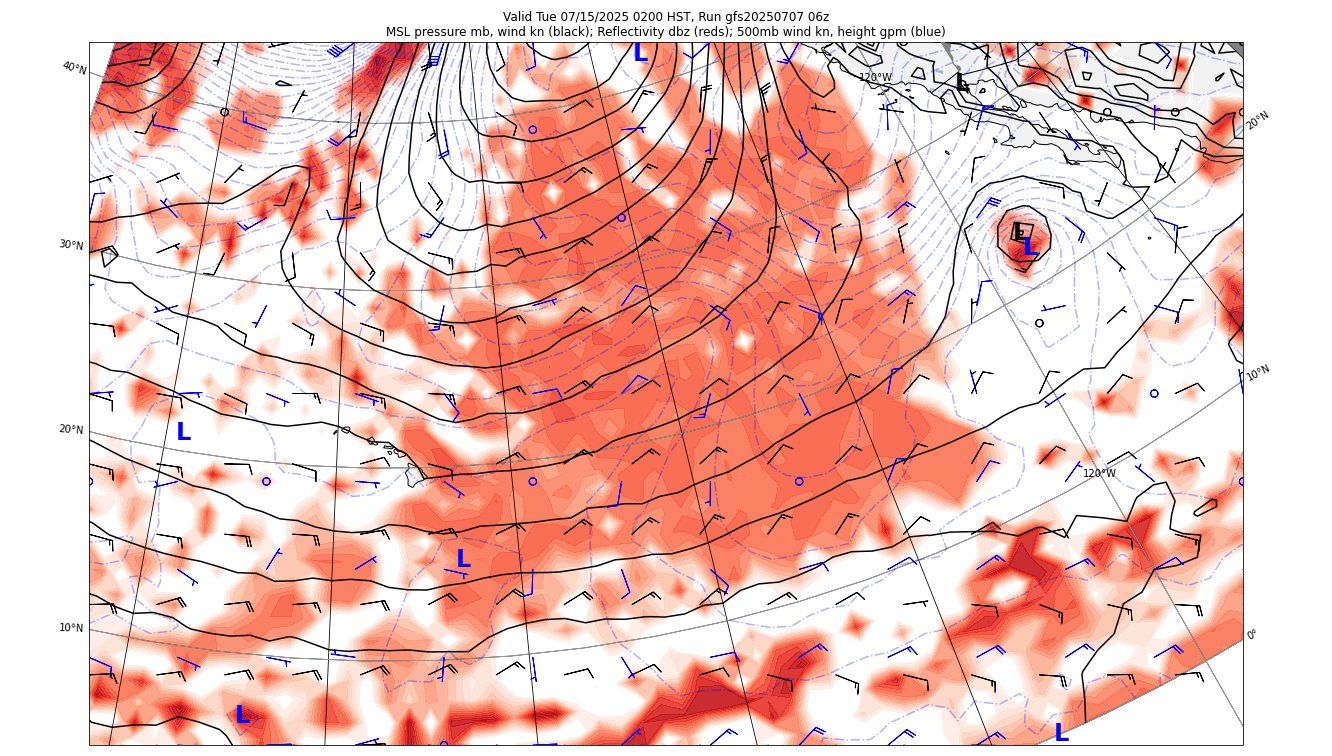 Valid Tue 07/15/2025 0200 HST, Run gfs20250707 06z
MSL pressure mb, wind kn (black); Reflectivity dbz (reds); 500mb wind kn, height gpm (blue)
L
40°N
120°W
L
20°N
30°N
L
L
10°N
20°N
L
120°W
L
10°N
0°
L
L